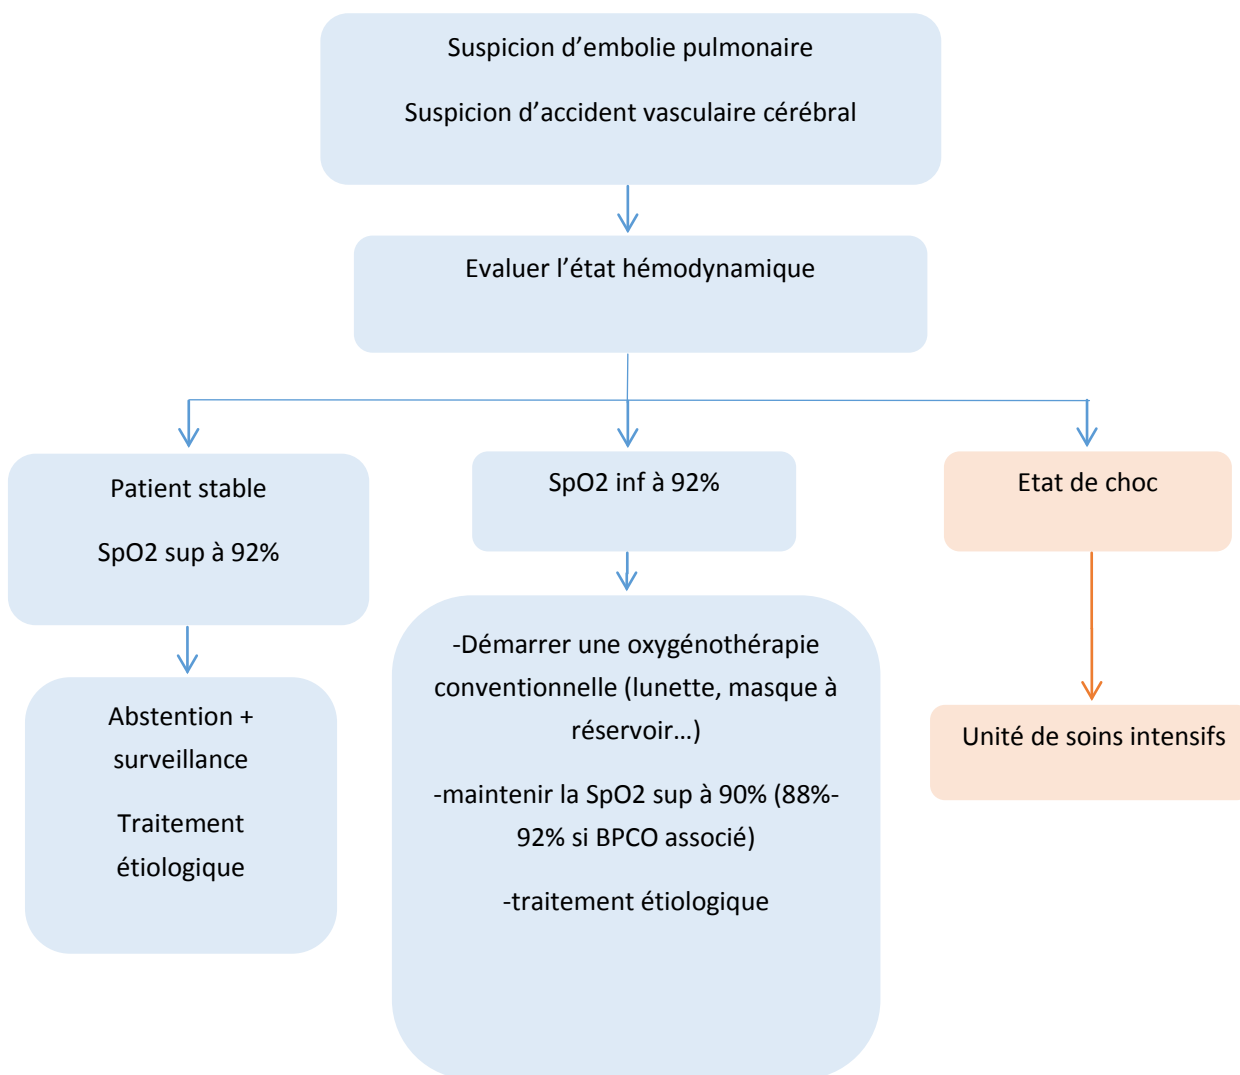 Suspicion d’embolie pulmonaire
Suspicion d’accident vasculaire cérébral
Evaluer l’état hémodynamique
Patient stable
SpO2 sup à 92%
SpO2 inf à 92%
Etat de choc
Abstention +
surveillance
Traitement
étiologique
-Démarrer une oxygénothérapie
conventionnelle (lunette, masque à
réservoir…)
-maintenir la SpO2 sup à 90% (88%-
92% si BPCO associé)
-traitement étiologique
Unité de soins intensifs